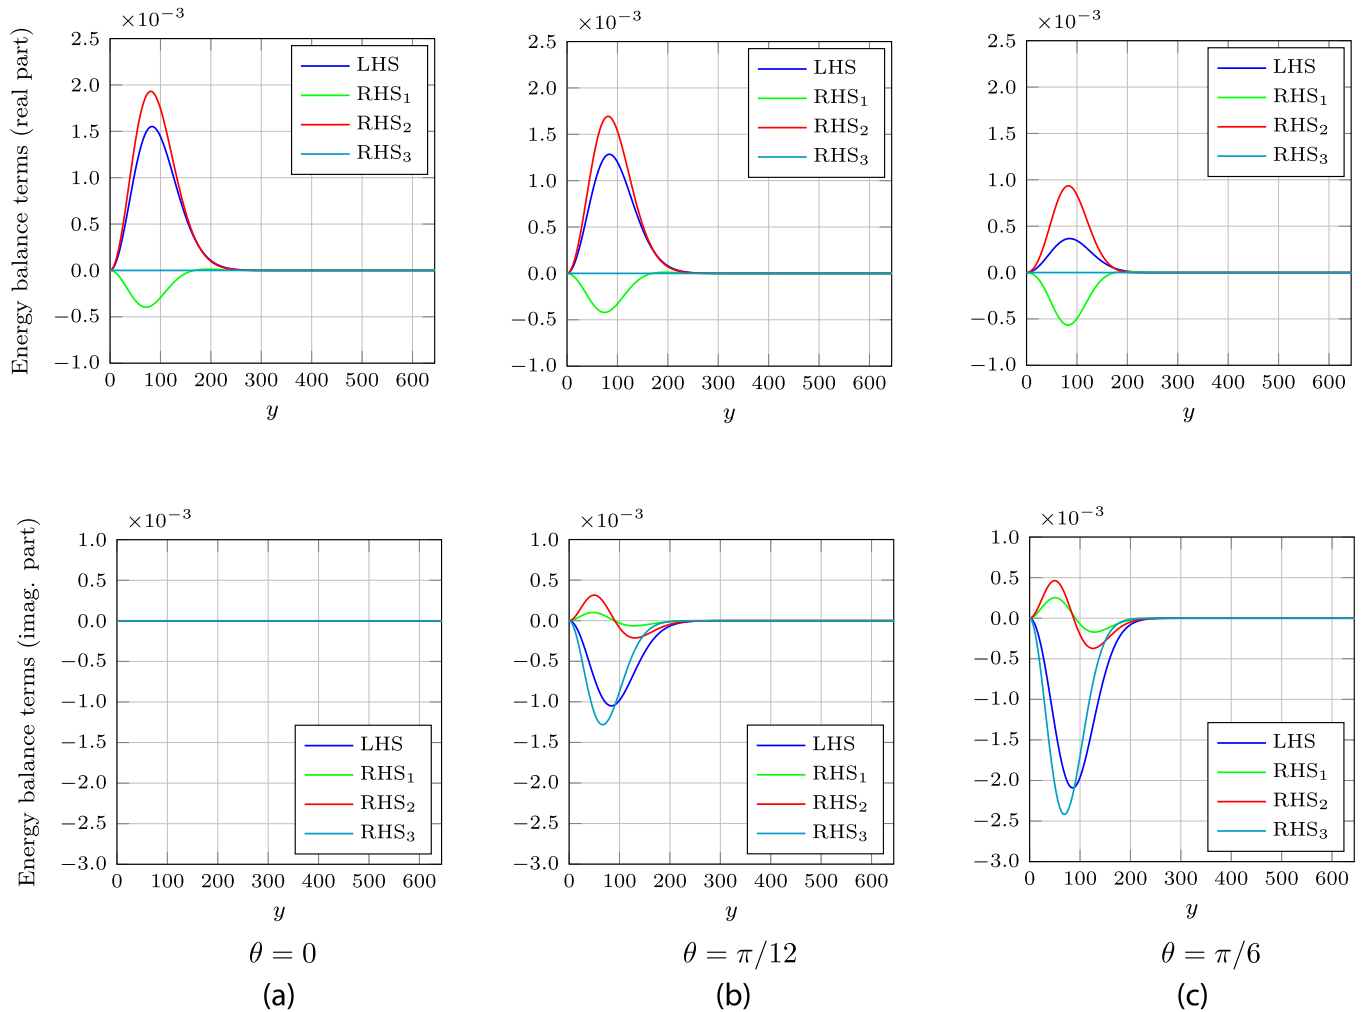 ×10⁻³
Energy balance terms (real part)
2.5
2.0
1.5
1.0
0.5
0.0
−0.5
−1.0
0 100 200 300 400 500 600
y
LHS
RHS₁
RHS₂
RHS₃
×10⁻³
2.5
2.0
1.5
1.0
0.5
0.0
−0.5
−1.0
0 100 200 300 400 500 600
y
LHS
RHS₁
RHS₂
RHS₃
×10⁻³
2.5
2.0
1.5
1.0
0.5
0.0
−0.5
−1.0
0 100 200 300 400 500 600
y
LHS
RHS₁
RHS₂
RHS₃
×10⁻³
Energy balance terms (imag. part)
1.0
0.5
0.0
−0.5
−1.0
−1.5
−2.0
−2.5
−3.0
0 100 200 300 400 500 600
y
LHS
RHS₁
RHS₂
RHS₃
θ = 0
(a)
×10⁻³
1.0
0.5
0.0
−0.5
−1.0
−1.5
−2.0
−2.5
−3.0
0 100 200 300 400 500 600
y
LHS
RHS₁
RHS₂
RHS₃
θ = π/12
(b)
×10⁻³
1.0
0.5
0.0
−0.5
−1.0
−1.5
−2.0
−2.5
−3.0
0 100 200 300 400 500 600
y
LHS
RHS₁
RHS₂
RHS₃
θ = π/6
(c)